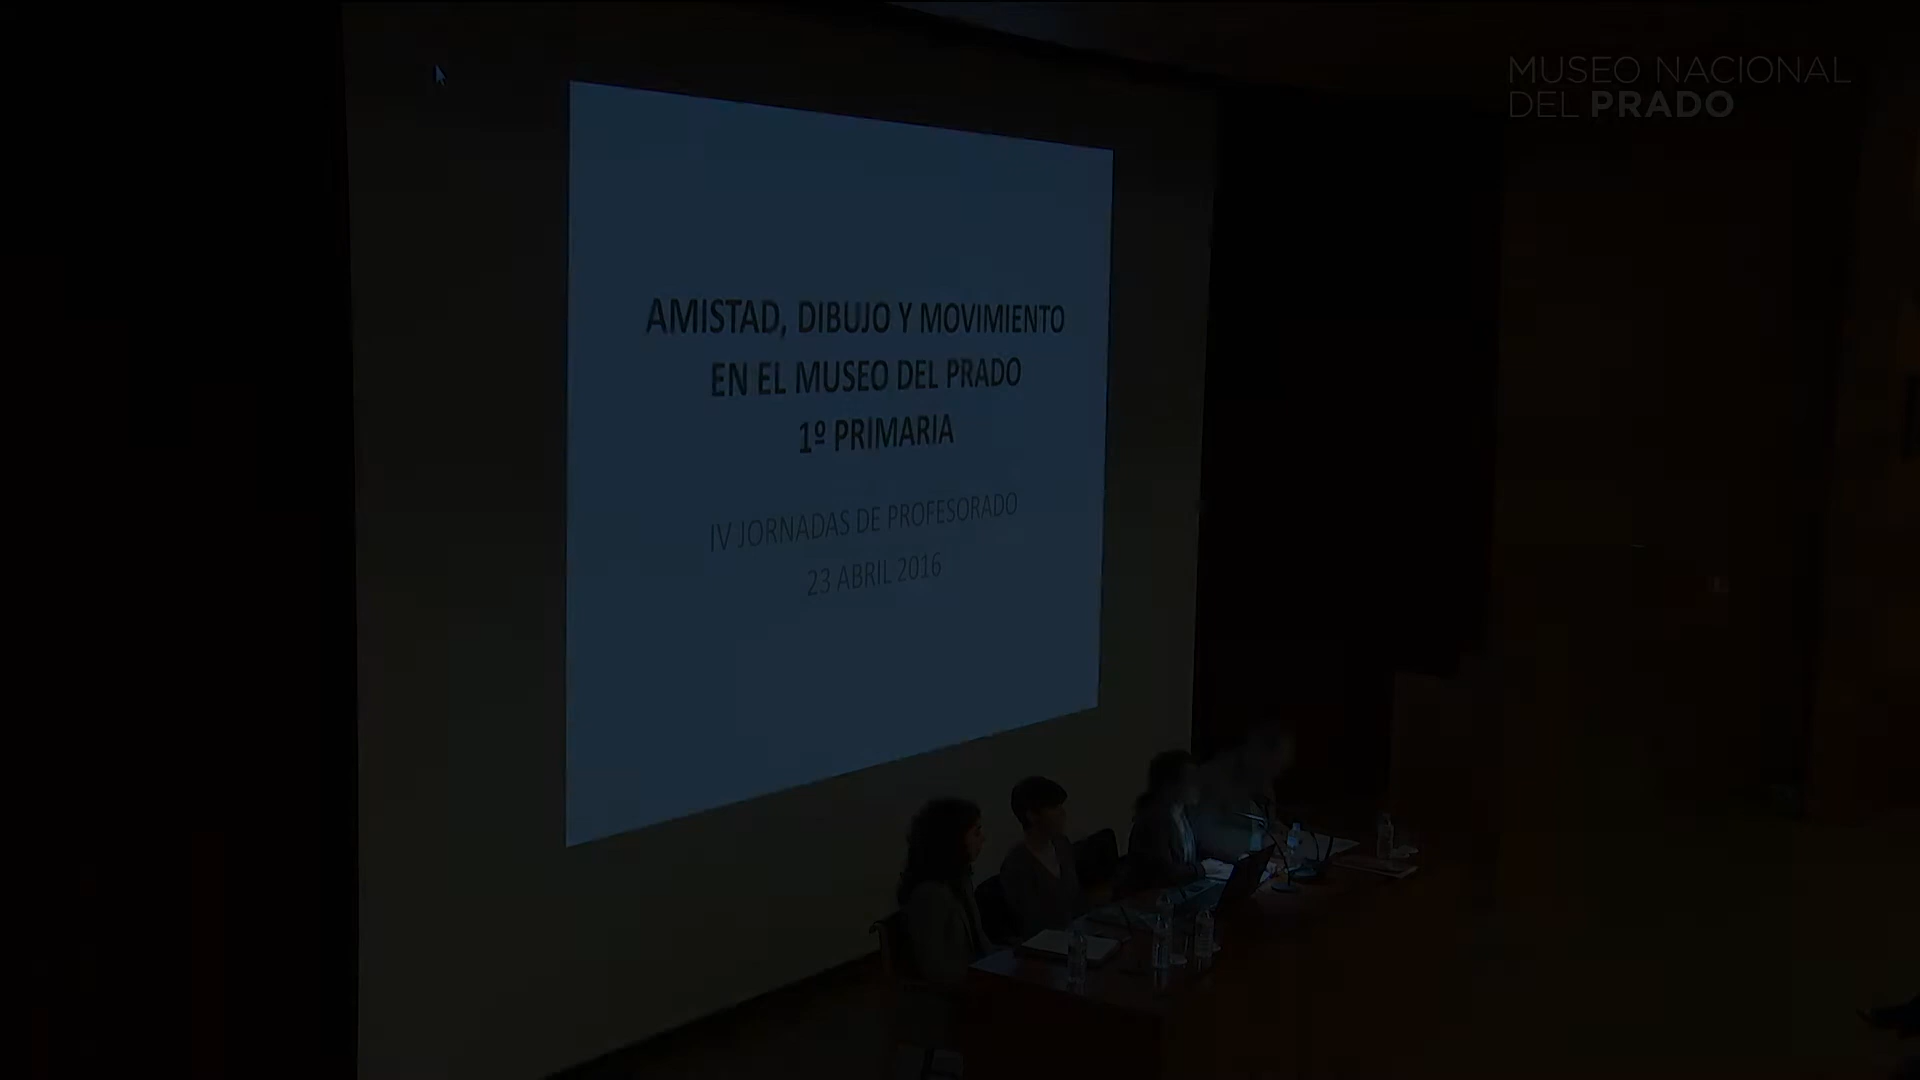 MUSEO NACIONAL
DEL PRADO
AMISTAD, DIBUJO Y MOVIMIENTO
EN EL MUSEO DEL PRADO
1º PRIMARIA
IV JORNADAS DE PROFESORADO
23 ABRIL 2016